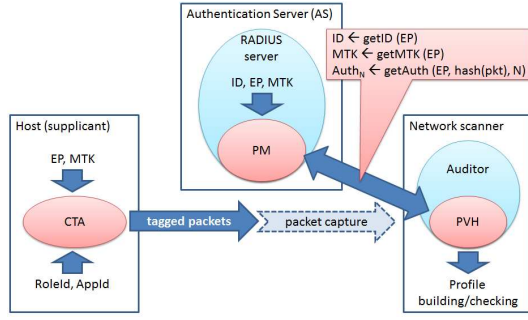 Authentication Server (AS)
RADIUS
server
ID, EP, MTK
PM
ID ← getID (EP)
MTK ← getMTK (EP)
AuthN ← getAuth (EP, hash(pkt), N)
Host (supplicant)
EP, MTK
CTA
RoleId, AppId
tagged packets
packet capture
Network scanner
Auditor
PVH
Profile
building/checking